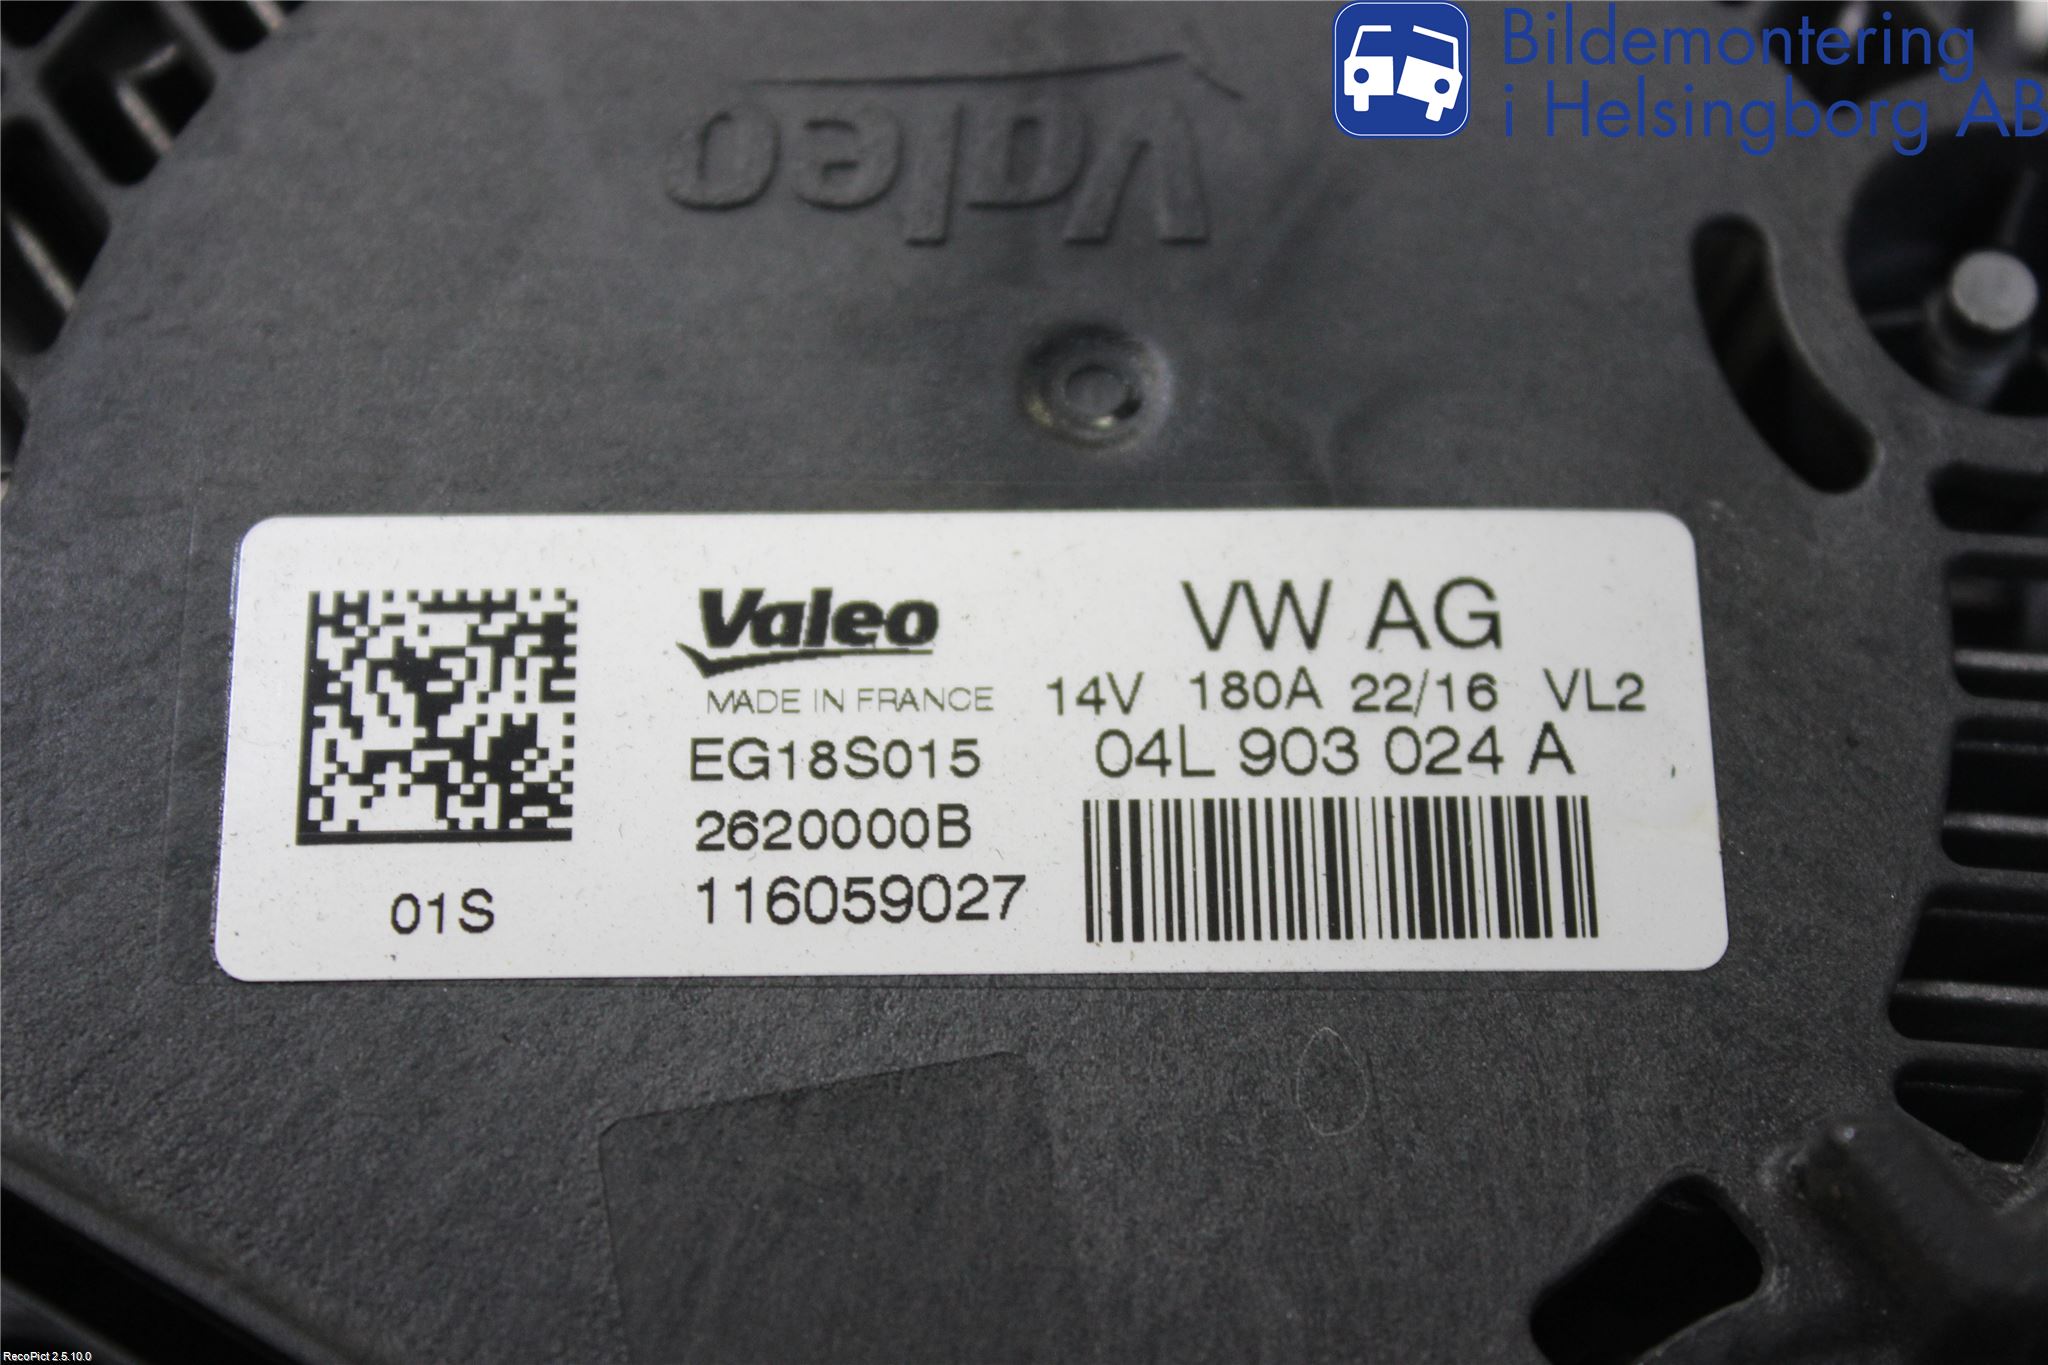 Bildemontering
i Helsingborg AB
Valeo
Valeo
MADE IN FRANCE
EG18S015
2620000B
116059027
01S
VW AG
14V 180A 22/16 VL2
04L 903 024 A
RecoPict 2.5.10.0